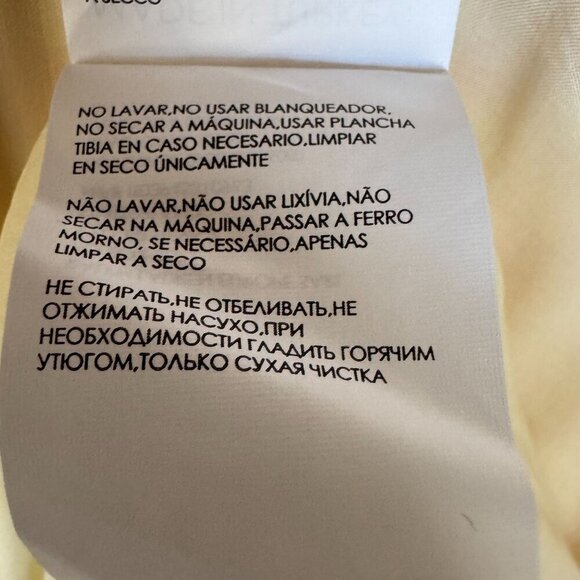 A SECCO
NO LAVAR,NO USAR BLANQUEADOR,
NO SECAR A MÁQUINA,USAR PLANCHA
TIBIA EN CASO NECESARIO,LIMPIAR
EN SECO ÚNICAMENTE
NÃO LAVAR,NÃO USAR LIXÍVIA,NÃO
SECAR NA MÁQUINA,PASSAR A FERRO
MORNO, SE NECESSÁRIO,APENAS
LIMPAR A SECO
НЕ СТИРАТЬ,НЕ ОТБЕЛИВАТЬ,НЕ
ОТЖИМАТЬ НАСУХО.ПРИ
НЕОБХОДИМОСТИ ГЛАДИТЬ ГОРЯЧИМ
УТЮГОМ,ТОЛЬКО СУХАЯ ЧИСТКА